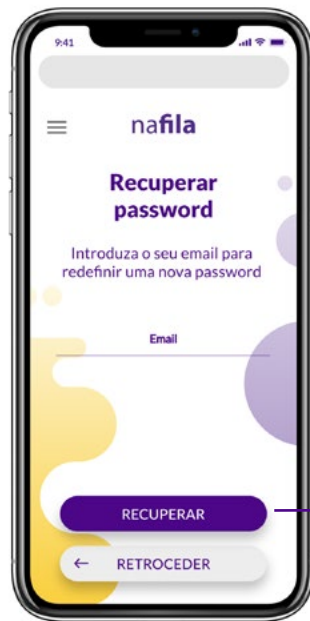 9:41
nafila
Recuperar
password
Introduza o seu email para
redefinir uma nova password
Email
RECUPERAR
← RETROCEDER